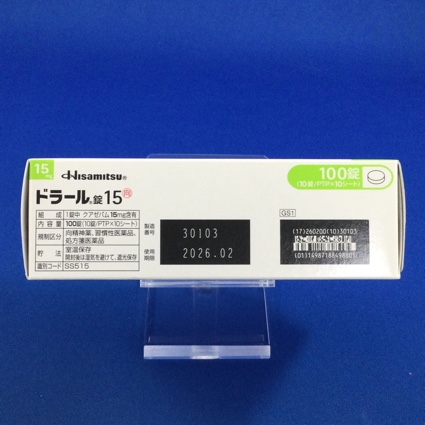 15mg
Hisamitsu®
ドラール®錠15 向
100錠
(10錠/PTP×10シート)
組成 1錠中 クアゼパム15mg含有
内容量 100錠(10錠/PTP×10シート)
規制区分 向精神薬、習慣性医薬品、
処方箋医薬品
貯法 室温保存
開封後は湿気を避けて、遮光保存
識別コード SS515
製造
番号
30103
使用
期限
2026.02
GS1
(17)260200(10)30103
(01)14987188498801